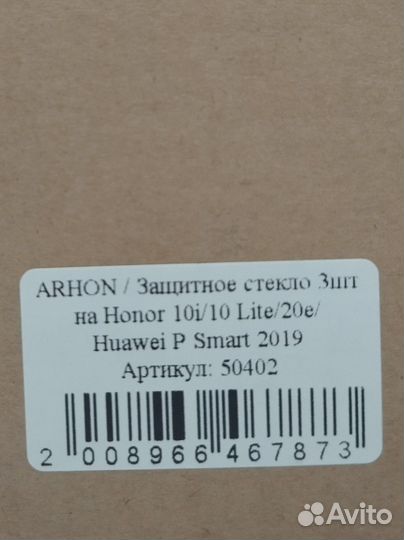 ARHON / Защитное стекло 3шт
на Honor 10i/10 Lite/20e/
Huawei P Smart 2019
Артикул: 50402
2 008966 467873
Avito